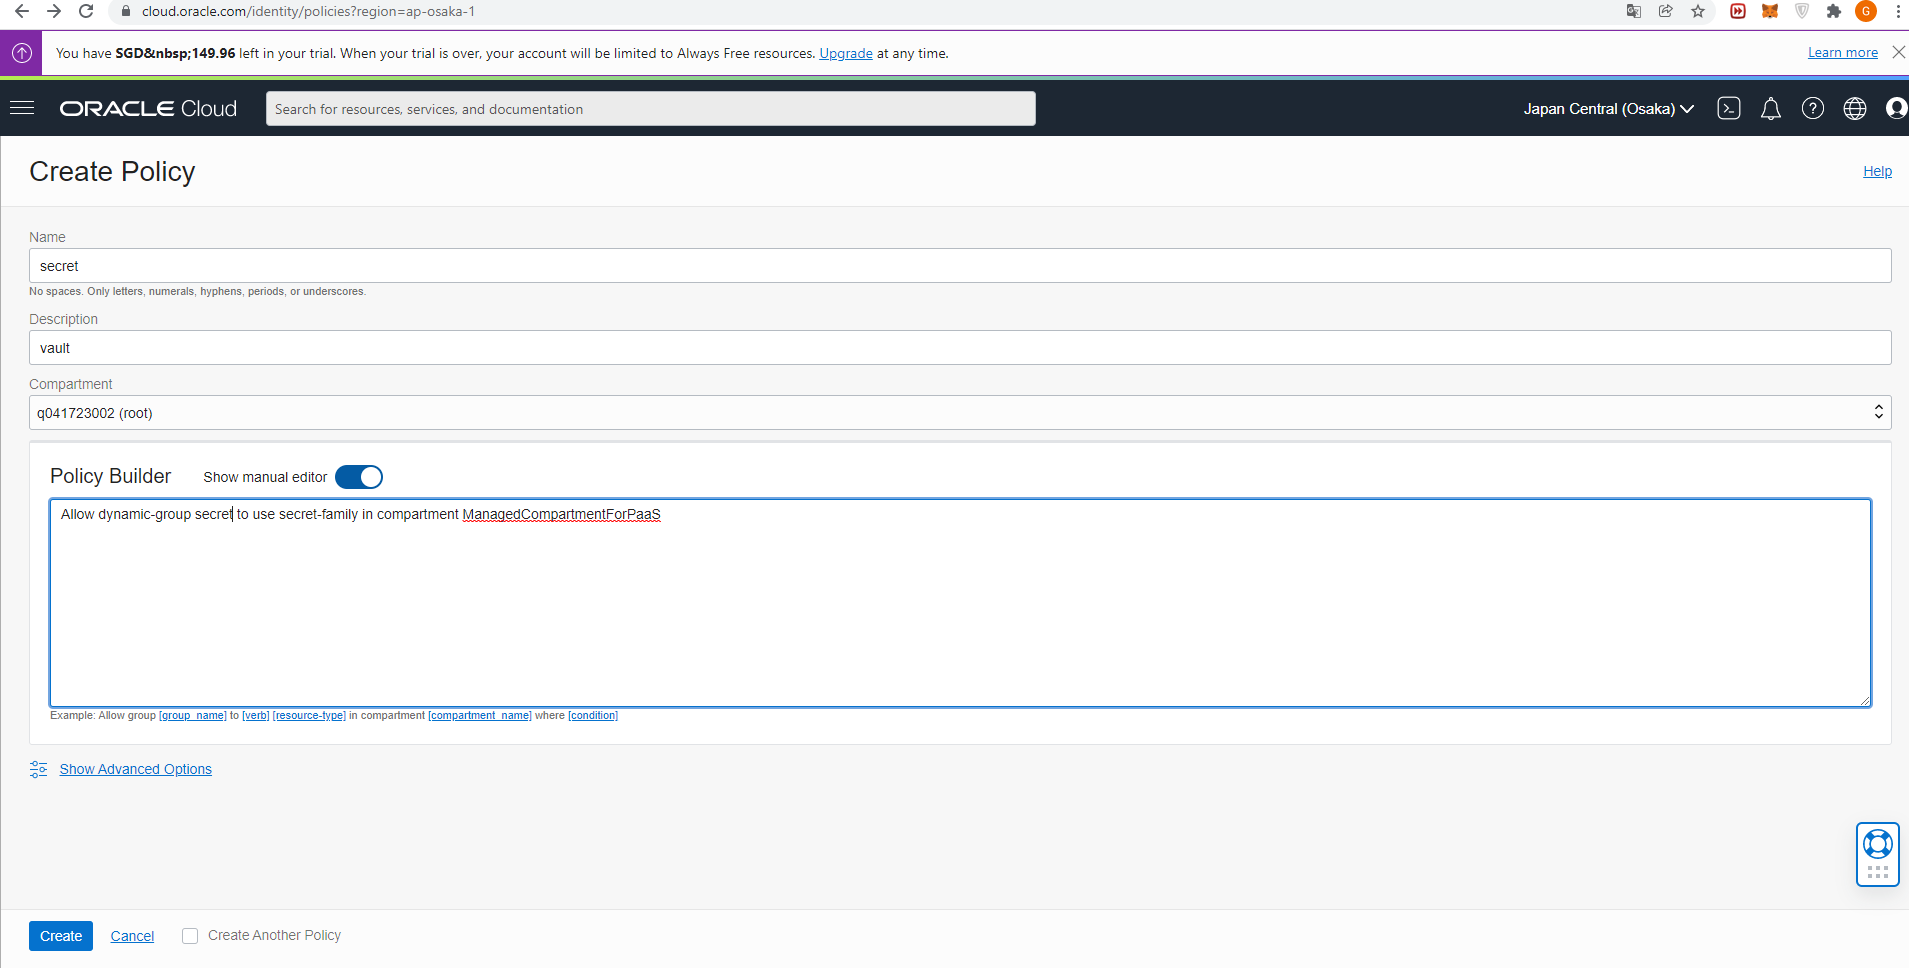 cloud.oracle.com/identity/policies?region=ap-osaka-1
G
You have SGD&nbsp;149.96 left in your trial. When your trial is over, your account will be limited to Always Free resources. Upgrade at any time.
Learn more
ORACLE Cloud
Search for resources, services, and documentation
Japan Central (Osaka)
Create Policy
Help
Name
secret
No spaces. Only letters, numerals, hyphens, periods, or underscores.
Description
vault
Compartment
q041723002 (root)
Policy Builder
Show manual editor
Allow dynamic-group secret to use secret-family in compartment ManagedCompartmentForPaaS
Example: Allow group [group_name] to [verb] [resource-type] in compartment [compartment_name] where [condition]
Show Advanced Options
Create
Cancel
Create Another Policy